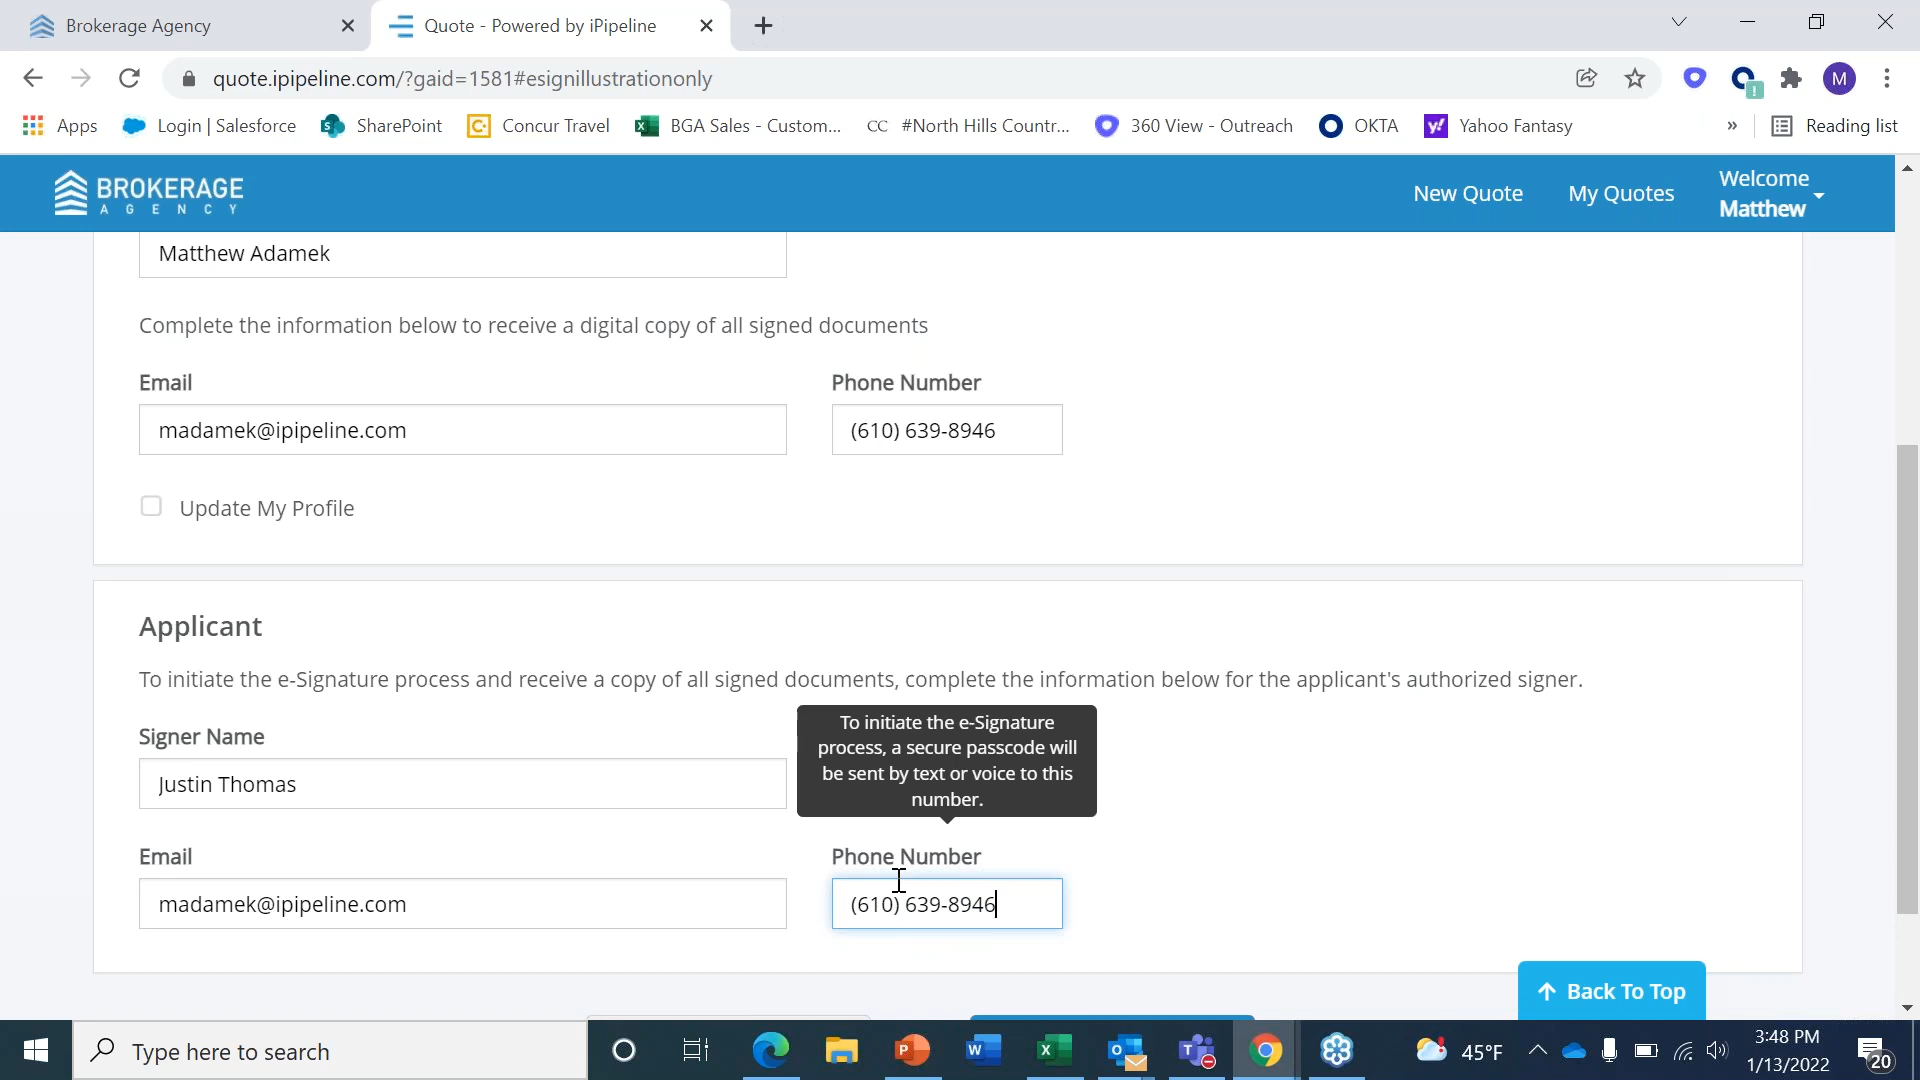 Brokerage Agency
Quote - Powered by iPipeline
quote.ipipeline.com/?gaid=1581#esignillustrationonly
M
Apps
Login | Salesforce
SharePoint
Concur Travel
BGA Sales - Custom...
CC #North Hills Countr...
360 View - Outreach
OKTA
Yahoo Fantasy
»
Reading list
BROKERAGE
AGENCY
New Quote
My Quotes
Welcome
Matthew
Matthew Adamek
Complete the information below to receive a digital copy of all signed documents
Email
Phone Number
madamek@ipipeline.com
(610) 639-8946
Update My Profile
Applicant
To initiate the e-Signature process and receive a copy of all signed documents, complete the information below for the applicant's authorized signer.
Signer Name
To initiate the e-Signature
process, a secure passcode will
be sent by text or voice to this
number.
Justin Thomas
Email
Phone Number
madamek@ipipeline.com
(610) 639-8946
Back To Top
Type here to search
45°F
3:48 PM
1/13/2022
20